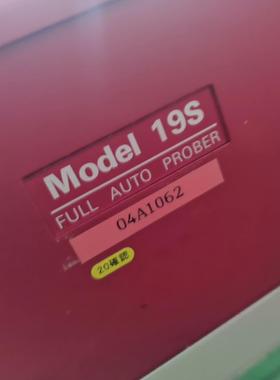 Model 19S
FULL AUTO PROBER
04A1062
20確認